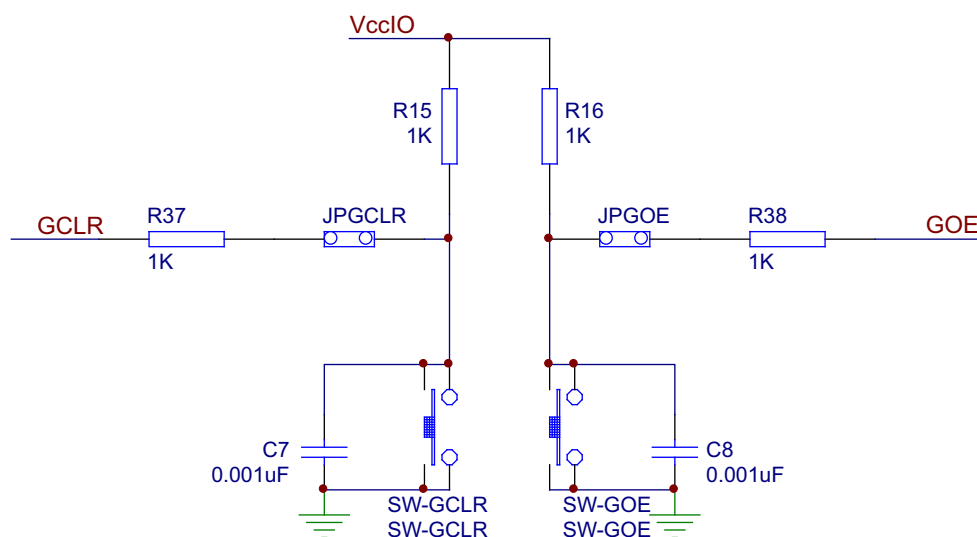 VccIO
R15
1K
R16
1K
GCLR
R37
1K
JPGCLR
JPGOE
R38
1K
GOE
C7
0.001uF
SW-GCLR
SW-GCLR
SW-GOE
SW-GOE
C8
0.001uF